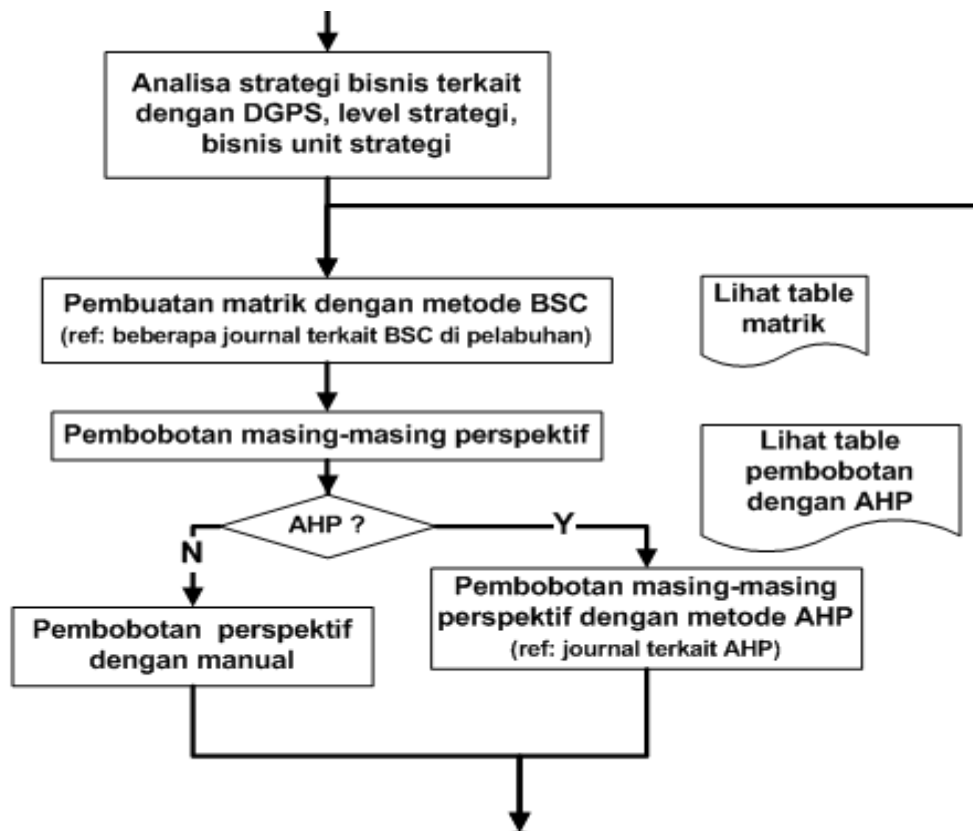 Analisa strategi bisnis terkait
dengan DGPS, level strategi,
bisnis unit strategi
Pembuatan matrik dengan metode BSC
(ref: beberapa journal terkait BSC di pelabuhan)
Lihat table
matrik
Pembobotan masing-masing perspektif
Lihat table
pembobotan
dengan AHP
AHP ?
N
Y
Pembobotan perspektif
dengan manual
Pembobotan masing-masing
perspektif dengan metode AHP
(ref: journal terkait AHP)